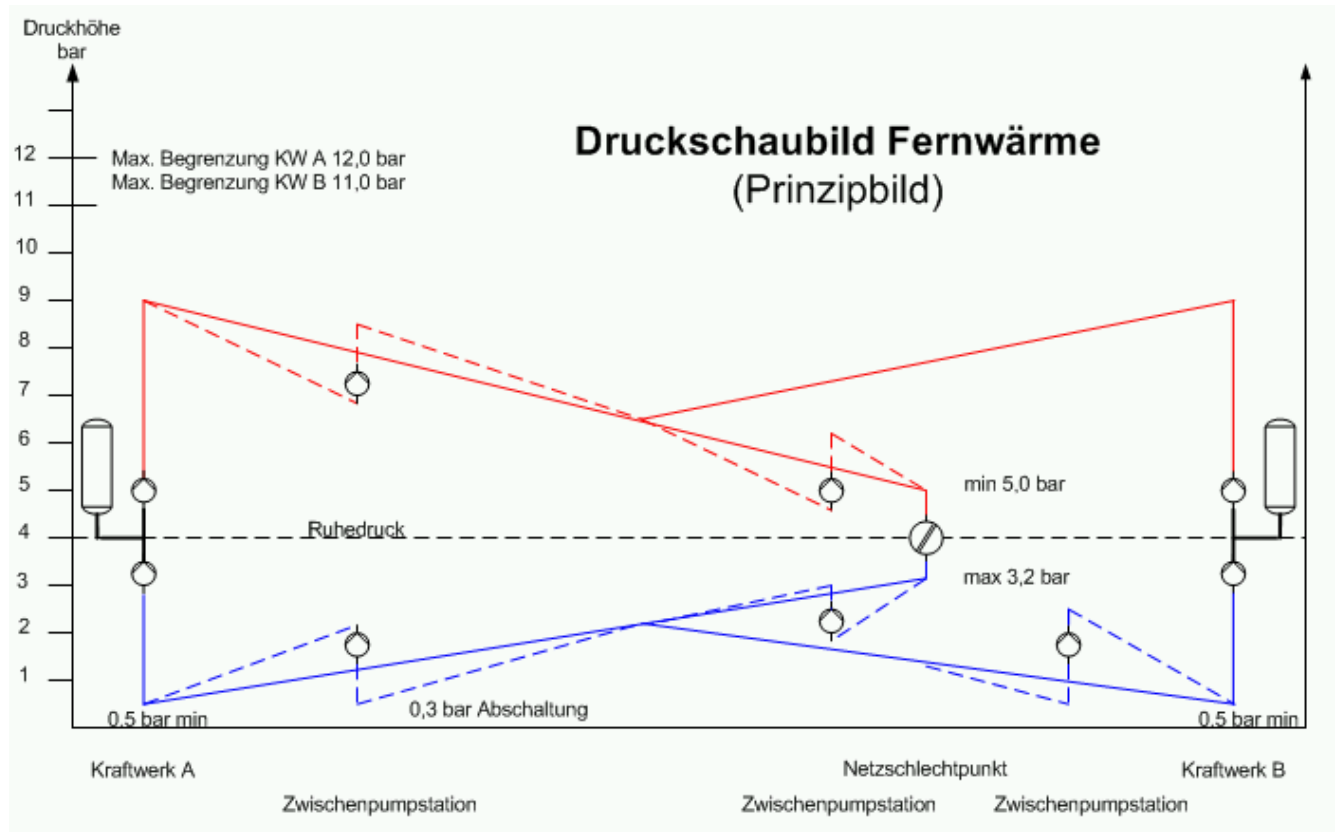 Druckhöhe
bar
Druckschaubild Fernwärme
(Prinzipbild)
12
Max. Begrenzung KW A 12,0 bar
Max. Begrenzung KW B 11,0 bar
11
10
9
8
7
6
5
min 5,0 bar
4
Ruhedruck
3
max 3,2 bar
2
1
0,3 bar Abschaltung
0.5 bar min
0.5 bar min
Kraftwerk A
Netzschlechtpunkt
Kraftwerk B
Zwischenpumpstation
Zwischenpumpstation
Zwischenpumpstation